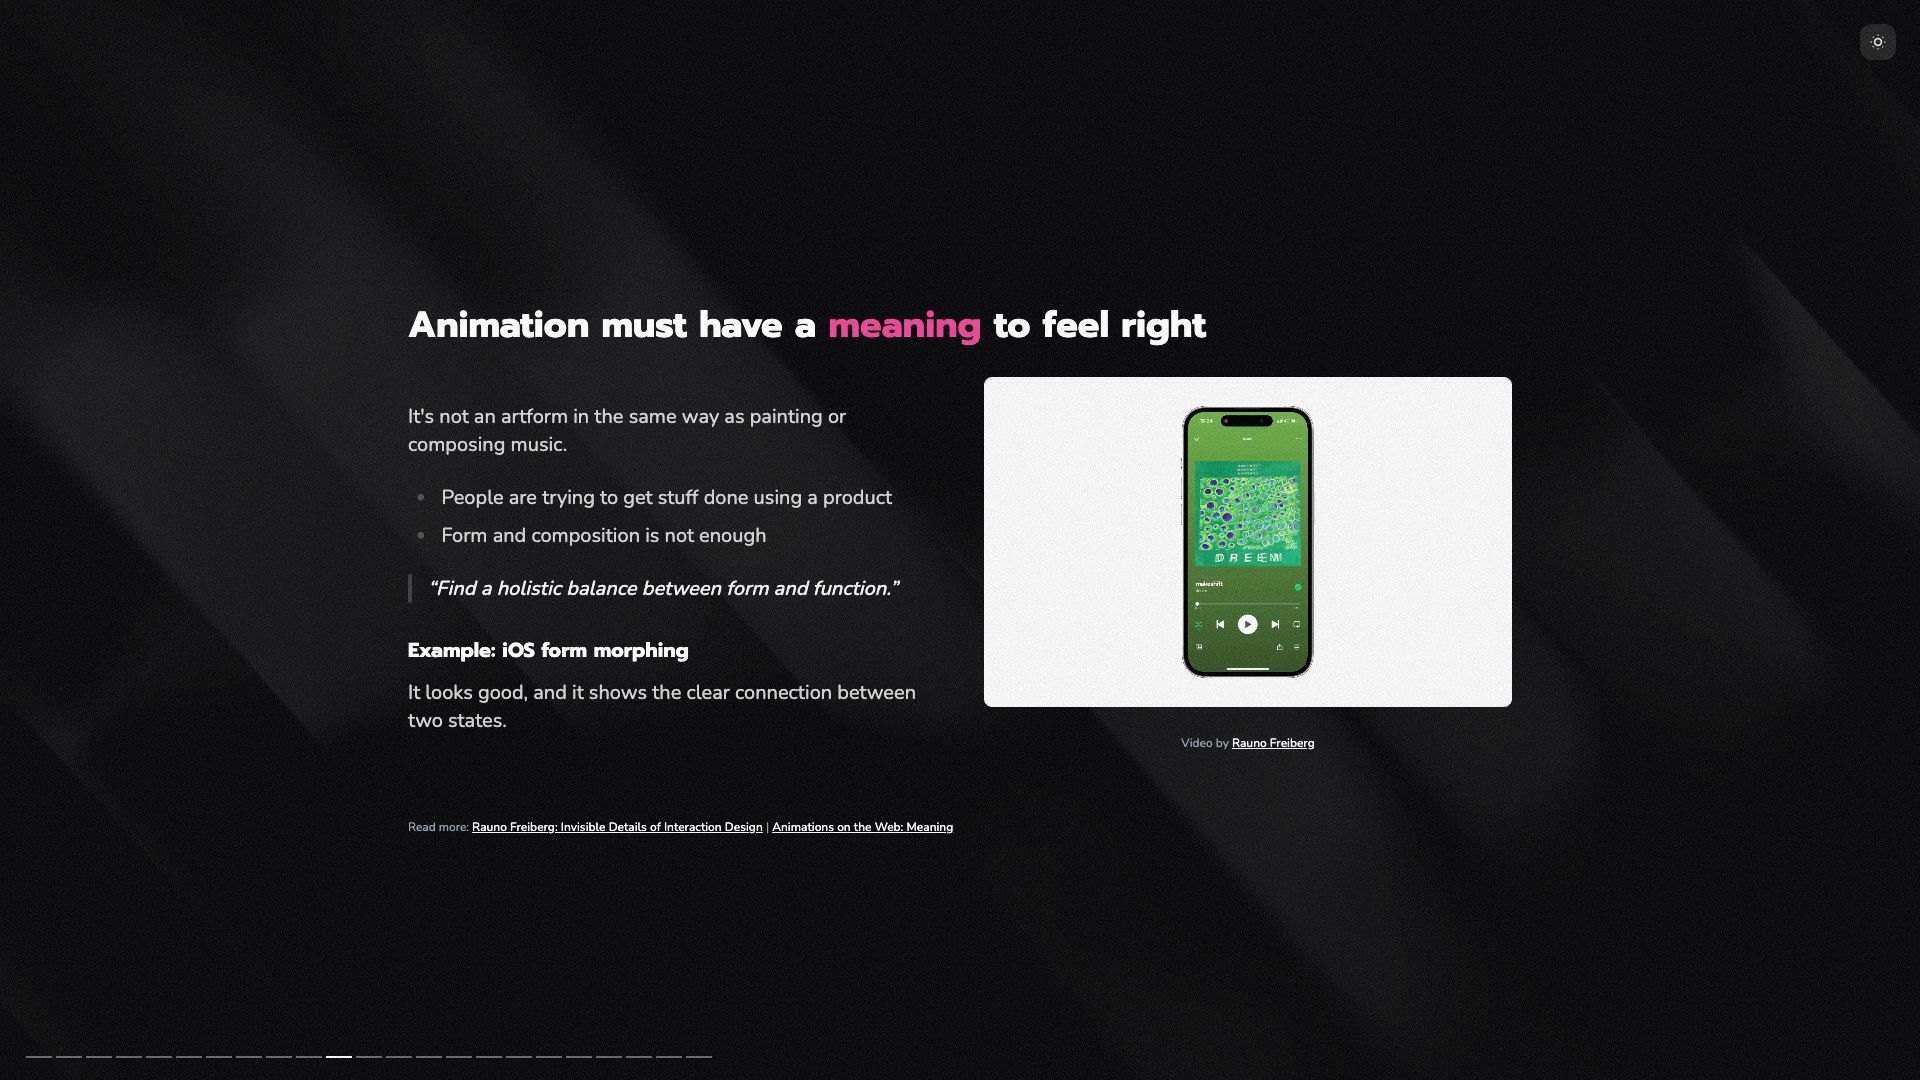 Animation must have a meaning to feel right
It's not an artform in the same way as painting or
composing music.
People are trying to get stuff done using a product
Form and composition is not enough
“Find a holistic balance between form and function.”
Example: iOS form morphing
It looks good, and it shows the clear connection between
two states.
18:24
DREEM
makeshift
Video by Rauno Freiberg
Read more: Rauno Freiberg: Invisible Details of Interaction Design | Animations on the Web: Meaning